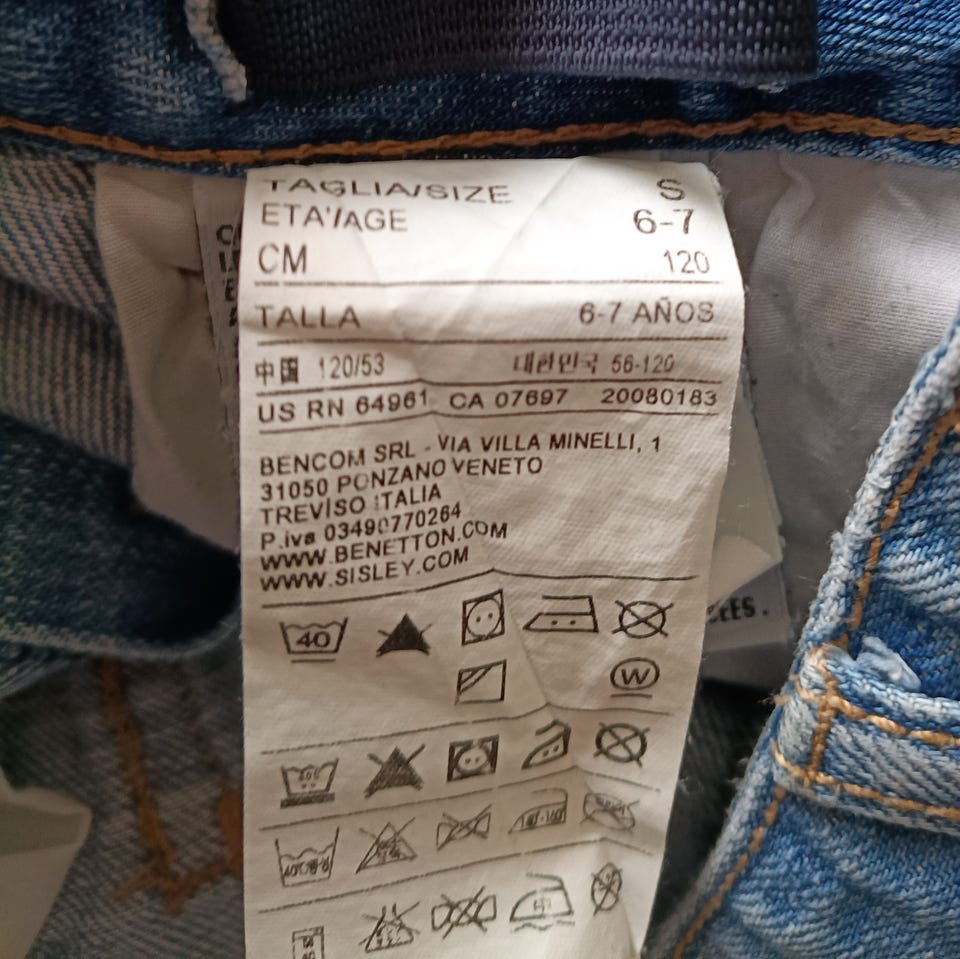 TAGLIA/SIZE S
ETA'/AGE 6-7
CM 120
TALLA 6-7 AÑOS
中国 120/53 대한민국 56-120
US RN 64961 CA 07697 20080183
BENCOM SRL - VIA VILLA MINELLI, 1
31050 PONZANO VENETO
TREVISO ITALIA
P.iva 03490770264
WWW.BENETTON.COM
WWW.SISLEY.COM
40
W